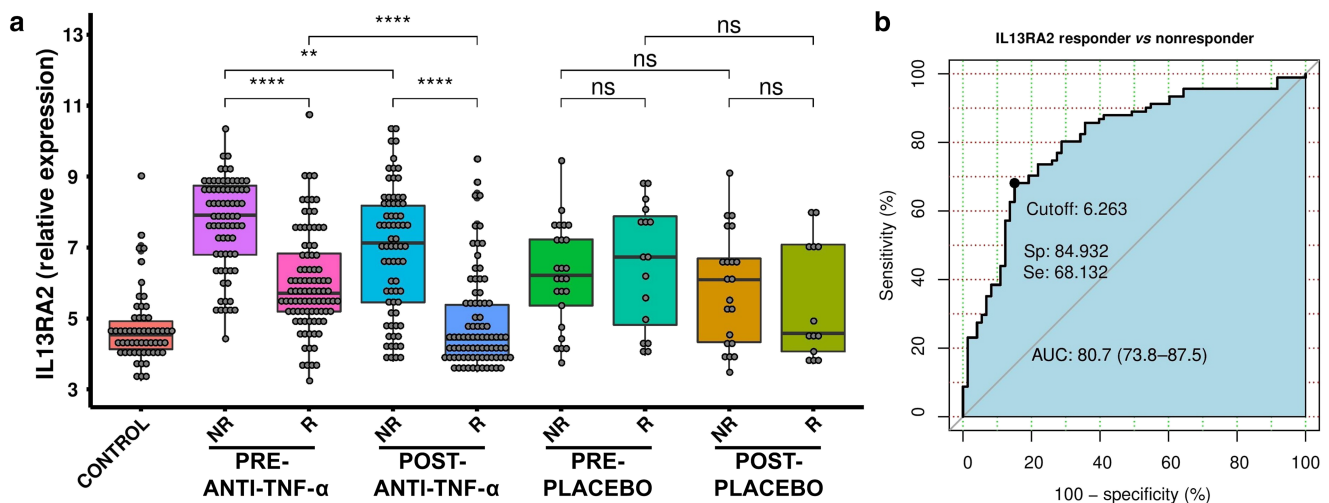 a
IL13RA2 (relative expression)
13
11
9
7
5
3
****
**
****
****
ns
ns
ns
ns
CONTROL
NR
R
NR
R
NR
R
NR
R
PRE-
ANTI-TNF-α
POST-
ANTI-TNF-α
PRE-
PLACEBO
POST-
PLACEBO
b
IL13RA2 responder vs nonresponder
Sensitivity (%)
100
80
60
40
20
0
Cutoff: 6.263
Sp: 84.932
Se: 68.132
AUC: 80.7 (73.8–87.5)
0
20
40
60
80
100
100 − specificity (%)